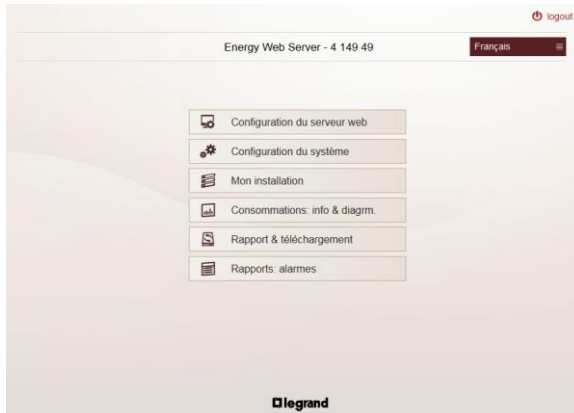 logout
Energy Web Server - 4 149 49
Français
Configuration du serveur web
Configuration du système
Mon installation
Consommations: info & diagrm.
Rapport & téléchargement
Rapports: alarmes
legrand